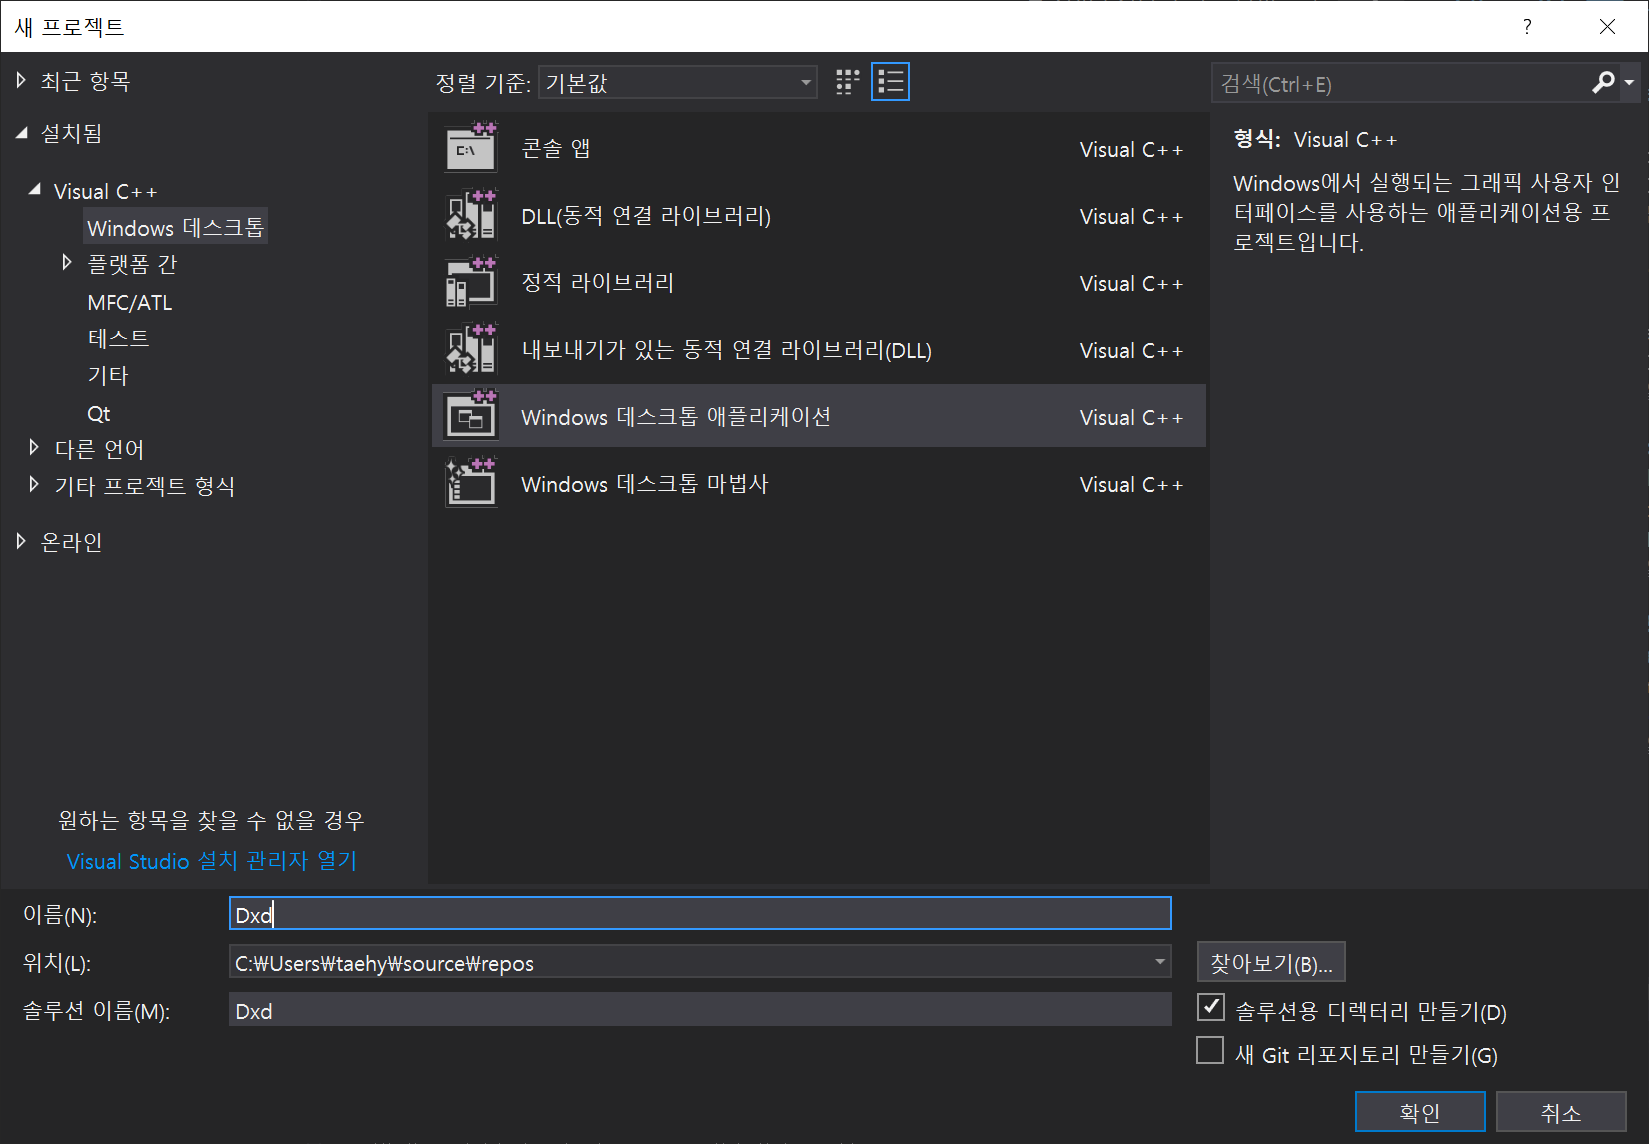 새 프로젝트
?
최근 항목
설치됨
Visual C++
Windows 데스크톱
플랫폼 간
MFC/ATL
테스트
기타
Qt
다른 언어
기타 프로젝트 형식
온라인
원하는 항목을 찾을 수 없을 경우
Visual Studio 설치 관리자 열기
정렬 기준: 기본값
콘솔 앱 Visual C++
DLL(동적 연결 라이브러리) Visual C++
정적 라이브러리 Visual C++
내보내기가 있는 동적 연결 라이브러리(DLL) Visual C++
Windows 데스크톱 애플리케이션 Visual C++
Windows 데스크톱 마법사 Visual C++
검색(Ctrl+E)
형식: Visual C++
Windows에서 실행되는 그래픽 사용자 인
터페이스를 사용하는 애플리케이션용 프
로젝트입니다.
이름(N): Dxd
위치(L): C:₩Users₩taehy₩source₩repos
찾아보기(B)...
솔루션 이름(M): Dxd
솔루션용 디렉터리 만들기(D)
새 Git 리포지토리 만들기(G)
확인
취소